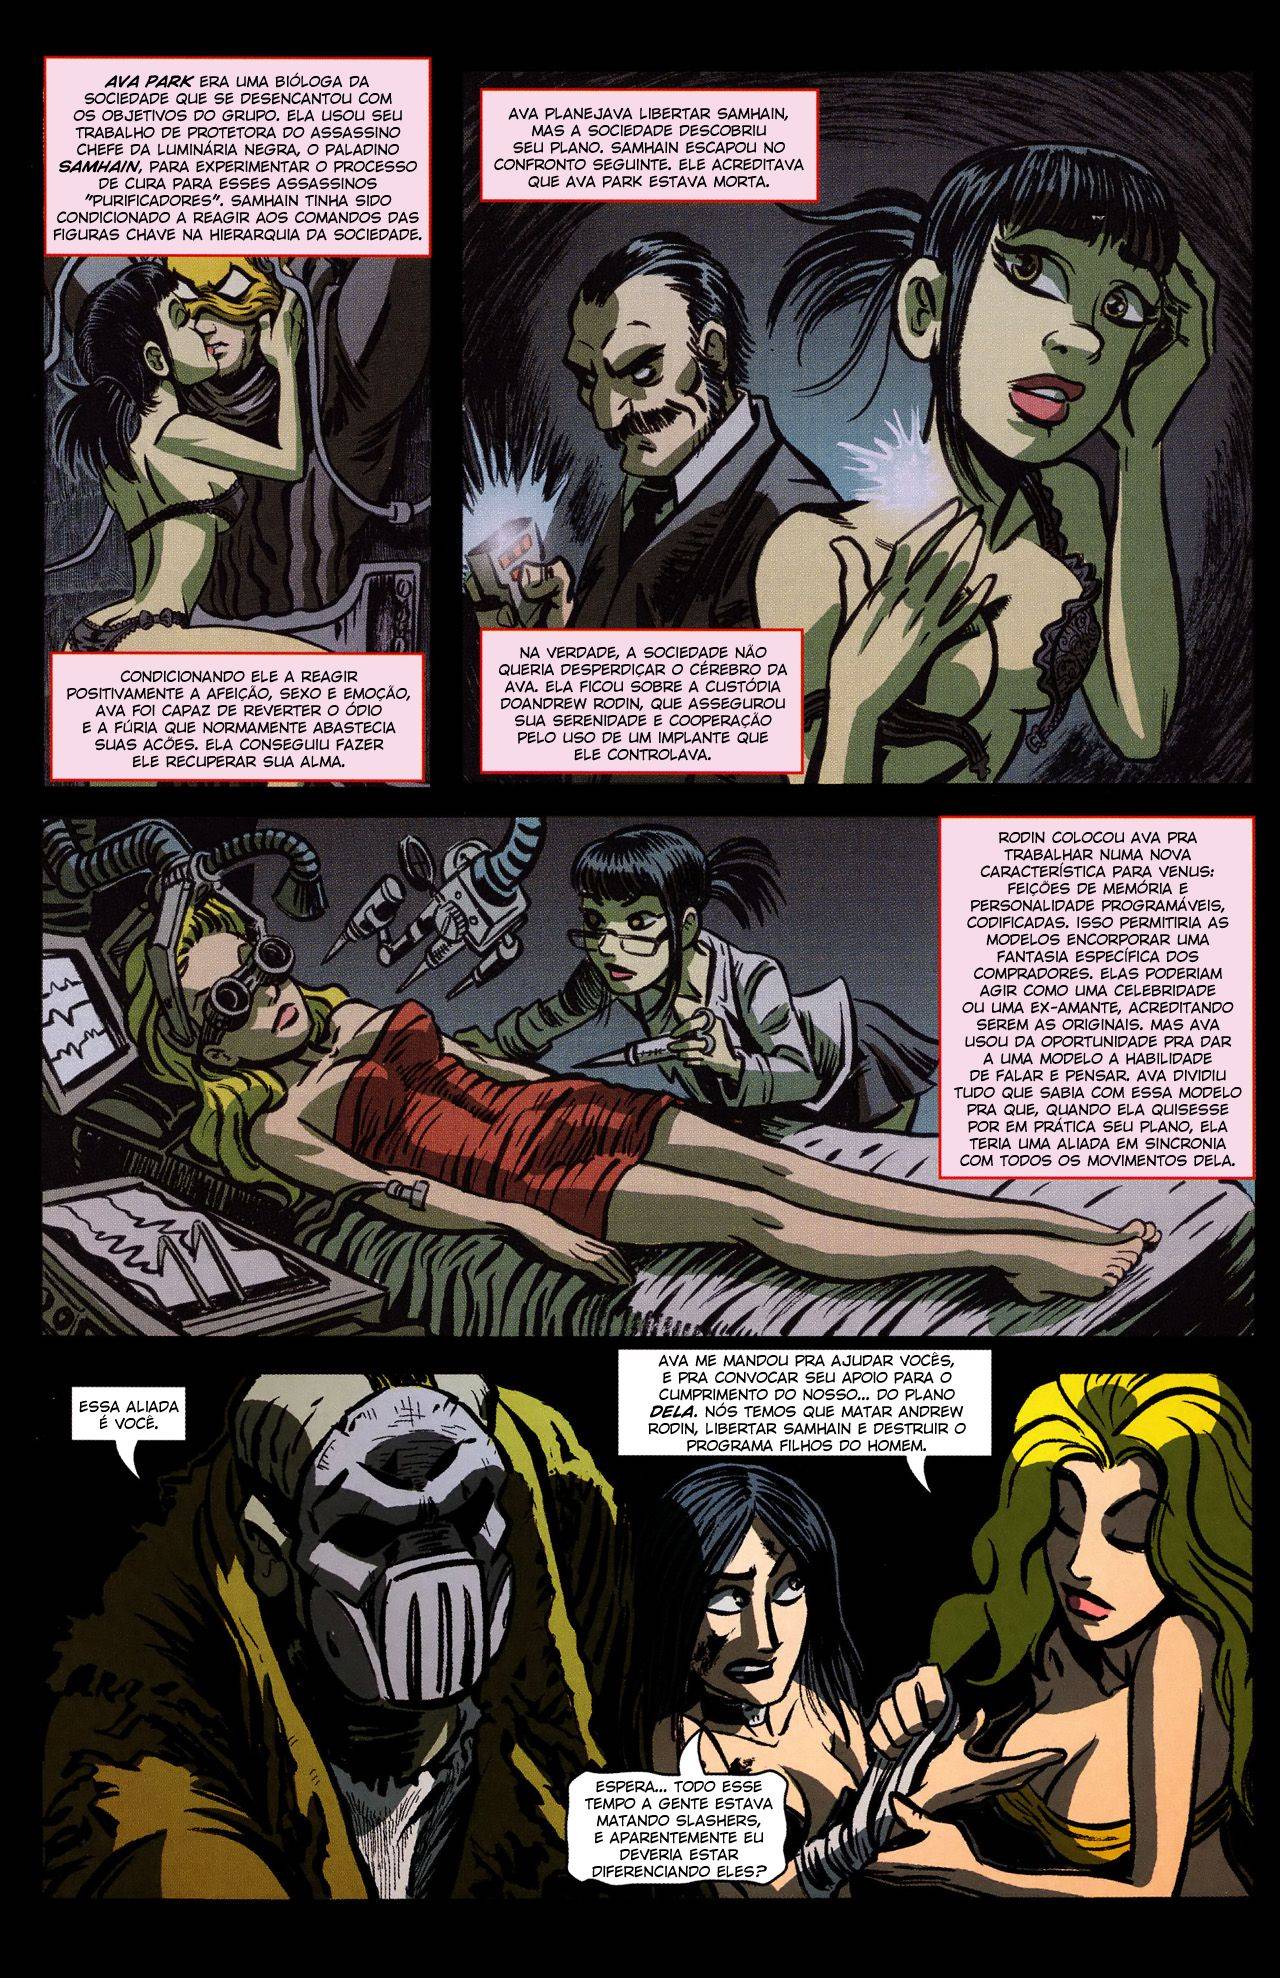 AVA PARK ERA UMA BIÓLOGA DA
SOCIEDADE QUE SE DESENCANTOU COM
OS OBJETIVOS DO GRUPO. ELA USOU SEU
TRABALHO DE PROTETORA DO ASSASSINO
CHEFE DA LUMINÁRIA NEGRA, O PALADINO
SAMHAIN, PARA EXPERIMENTAR O PROCESSO
DE CURA PARA ESSES ASSASSINOS
"PURIFICADORES". SAMHAIN TINHA SIDO
CONDICIONADO A REAGIR AOS COMANDOS DAS
FIGURAS CHAVE NA HIERARQUIA DA SOCIEDADE.
CONDICIONANDO ELE A REAGIR
POSITIVAMENTE A AFEIÇÃO, SEXO E EMOÇÃO,
AVA FOI CAPAZ DE REVERTER O ÓDIO
E A FÚRIA QUE NORMAMENTE ABASTECIA
SUAS ACÕES. ELA CONSEGUIU FAZER
ELE RECUPERAR SUA ALMA.
AVA PLANEJAVA LIBERTAR SAMHAIN,
MAS A SOCIEDADE DESCOBRIU
SEU PLANO. SAMHAIN ESCAPOU NO
CONFRONTO SEGUINTE. ELE ACREDITAVA
QUE AVA PARK ESTAVA MORTA.
NA VERDADE, A SOCIEDADE NÃO
QUERIA DESPERDIÇAR O CÉREBRO DA
AVA. ELA FICOU SOBRE A CUSTÓDIA
DOANDREW RODIN, QUE ASSEGUROU
SUA SERENIDADE E COOPERAÇÃO
PELO USO DE UM IMPLANTE QUE
ELE CONTROLAVA.
RODIN COLOCOU AVA PRA
TRABALHAR NUMA NOVA
CARACTERÍSTICA PARA VENUS:
FEIÇÕES DE MEMÓRIA E
PERSONALIDADE PROGRAMÁVEIS,
CODIFICADAS. ISSO PERMITIRIA AS
MODELOS ENCORPORAR UMA
FANTASIA ESPECÍFICA DOS
COMPRADORES. ELAS PODERIAM
AGIR COMO UMA CELEBRIDADE
OU UMA EX-AMANTE, ACREDITANDO
SEREM AS ORIGINAIS. MAS AVA
USOU DA OPORTUNIDADE PRA DAR
A UMA MODELO A HABILIDADE
DE FALAR E PENSAR. AVA DIVIDIU
TUDO QUE SABIA COM ESSA MODELO
PRA QUE, QUANDO ELA QUISESSE
POR EM PRÁTICA SEU PLANO, ELA
TERIA UMA ALIADA EM SINCRONIA
COM TODOS OS MOVIMENTOS DELA.
ESSA ALIADA
É VOCÊ.
AVA ME MANDOU PRA AJUDAR VOCÊS,
E PRA CONVOCAR SEU APOIO PARA O
CUMPRIMENTO DO NOSSO... DO PLANO
DELA. NÓS TEMOS QUE MATAR ANDREW
RODIN, LIBERTAR SAMHAIN E DESTRUIR O
PROGRAMA FILHOS DO HOMEM.
ESPERA... TODO ESSE
TEMPO A GENTE ESTAVA
MATANDO SLASHERS,
E APARENTEMENTE EU
DEVERIA ESTAR
DIFERENCIANDO ELES?